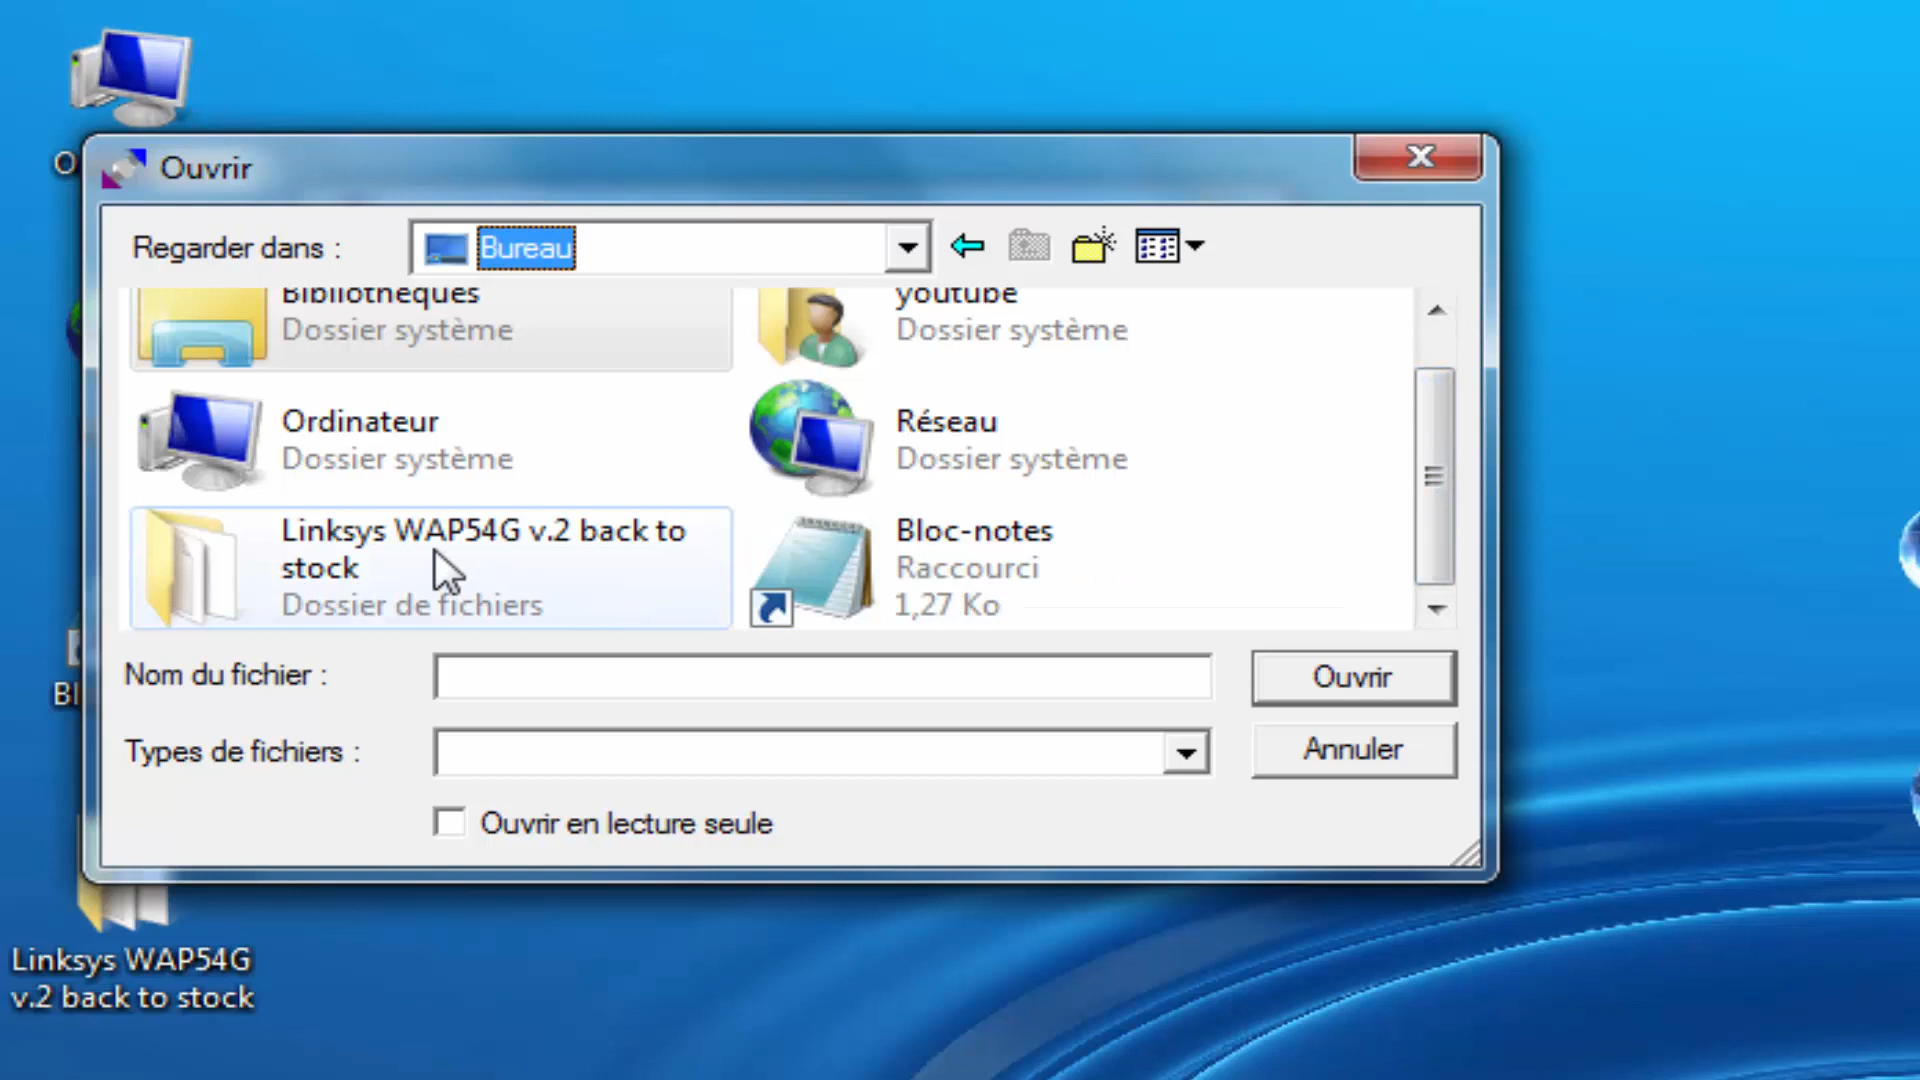 Ouvrir
Regarder dans :
Bureau
Bibliothèques
Dossier système
youtube
Dossier système
Ordinateur
Dossier système
Réseau
Dossier système
Linksys WAP54G v.2 back to
stock
Dossier de fichiers
Bloc-notes
Raccourci
1,27 Ko
Nom du fichier :
Ouvrir
Types de fichiers :
Annuler
Ouvrir en lecture seule
Linksys WAP54G
v.2 back to stock